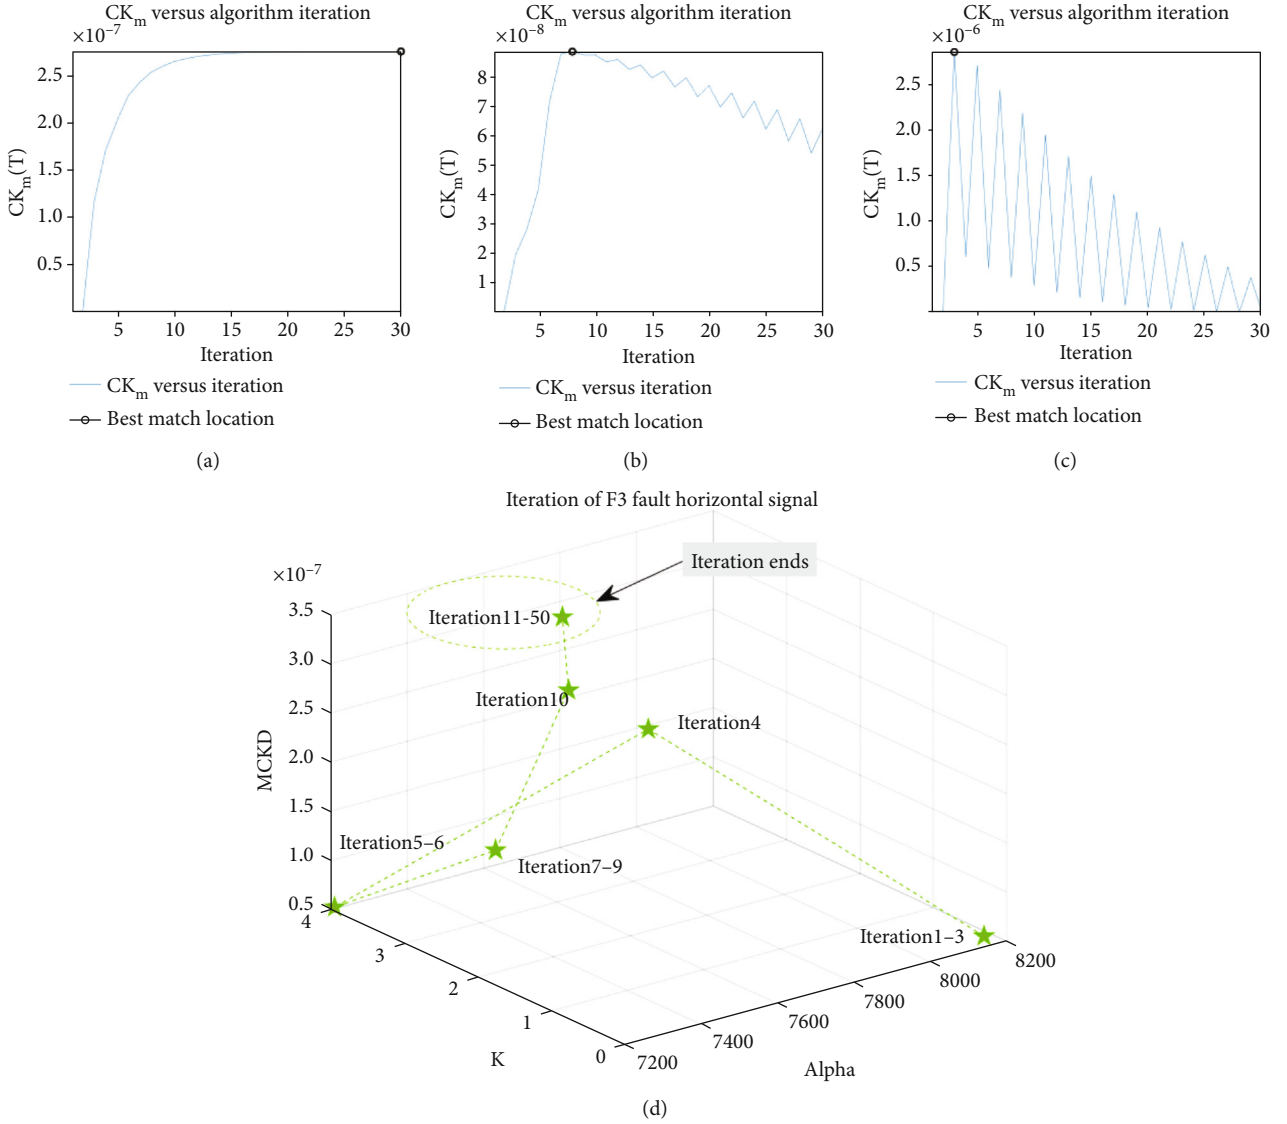 CKm versus algorithm iteration
×10−7
2.5
2.0
1.5
1.0
0.5
CKm(T)
5 10 15 20 25 30
Iteration
CKm versus iteration
Best match location
(a)
CKm versus algorithm iteration
×10−8
8
7
6
5
4
3
2
1
CKm(T)
5 10 15 20 25 30
Iteration
CKm versus iteration
Best match location
(b)
CKm versus algorithm iteration
×10−6
2.5
2.0
1.5
1.0
0.5
CKm(T)
5 10 15 20 25 30
Iteration
CKm versus iteration
Best match location
(c)
Iteration of F3 fault horizontal signal
Iteration ends
×10−7
3.5
3.0
2.5
2.0
1.5
1.0
0.5
MCKD
Iteration11-50
Iteration10
Iteration4
Iteration5–6
Iteration7–9
Iteration1–3
4
3
2
1
0
K
7200
7400
7600
7800
8000
8200
Alpha
(d)